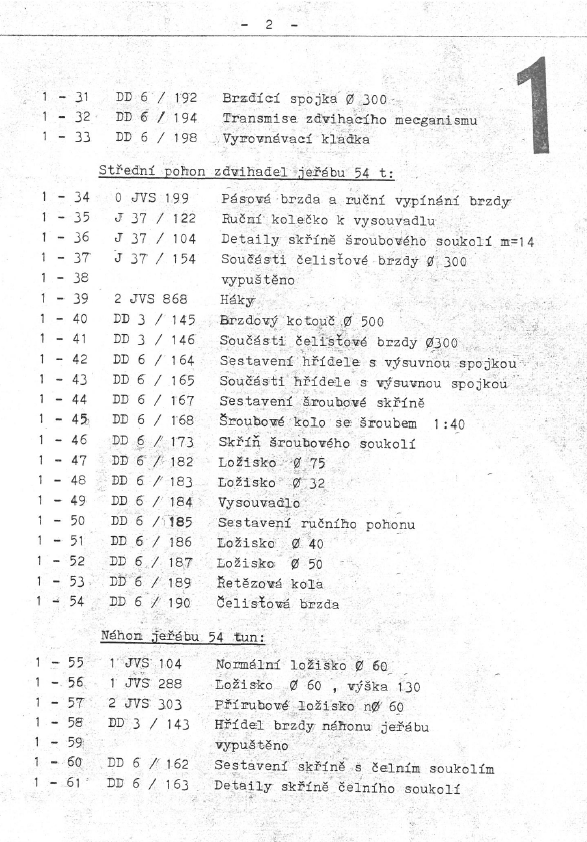 - 2 -
1
1 - 31 DD 6 / 192 Brzdící spojka Ø 300
1 - 32 DD 6 / 194 Transmise zdvihacího mecganismu
1 - 33 DD 6 / 198 Vyrovnávací kladka
Střední pohon zdvihadel jeřábu 54 t:
1 - 34 0 JVS 199 Pásová brzda a ruční vypínání brzdy
1 - 35 J 37 / 122 Ruční kolečko k vysouvadlu
1 - 36 J 37 / 104 Detaily skříně šroubového soukolí m=14
1 - 37 J 37 / 154 Součásti čelisťové brzdy Ø 300
1 - 38 vypuštěno
1 - 39 2 JVS 868 Háky
1 - 40 DD 3 / 145 Brzdový kotouč Ø 500
1 - 41 DD 3 / 146 Součásti čelisťové brzdy Ø300
1 - 42 DD 6 / 164 Sestavení hřídele s výsuvnou spojkou
1 - 43 DD 6 / 165 Součásti hřídele s výsuvnou spojkou
1 - 44 DD 6 / 167 Sestavení šroubové skříně
1 - 45 DD 6 / 168 Šroubové kolo se šroubem 1:40
1 - 46 DD 6 / 173 Skříň šroubového soukolí
1 - 47 DD 6 / 182 Ložisko Ø 75
1 - 48 DD 6 / 183 Ložisko Ø 32
1 - 49 DD 6 / 184 Vysouvadlo
1 - 50 DD 6 / 185 Sestavení ručního pohonu
1 - 51 DD 6 / 186 Ložisko Ø 40
1 - 52 DD 6 / 187 Ložisko Ø 50
1 - 53 DD 6 / 189 Řetězová kola
1 - 54 DD 6 / 190 Čelisťová brzda
Náhon jeřábu 54 tun:
1 - 55 1 JVS 104 Normální ložisko Ø 60
1 - 56 1 JVS 288 Ložisko Ø 60 , výška 130
1 - 57 2 JVS 303 Přírubové ložisko nØ 60
1 - 58 DD 3 / 143 Hřídel brzdy náhonu jeřábu
1 - 59 vypuštěno
1 - 60 DD 6 / 162 Sestavení skříně s čelním soukolím
1 - 61 DD 6 / 163 Detaily skříně čelního soukolí